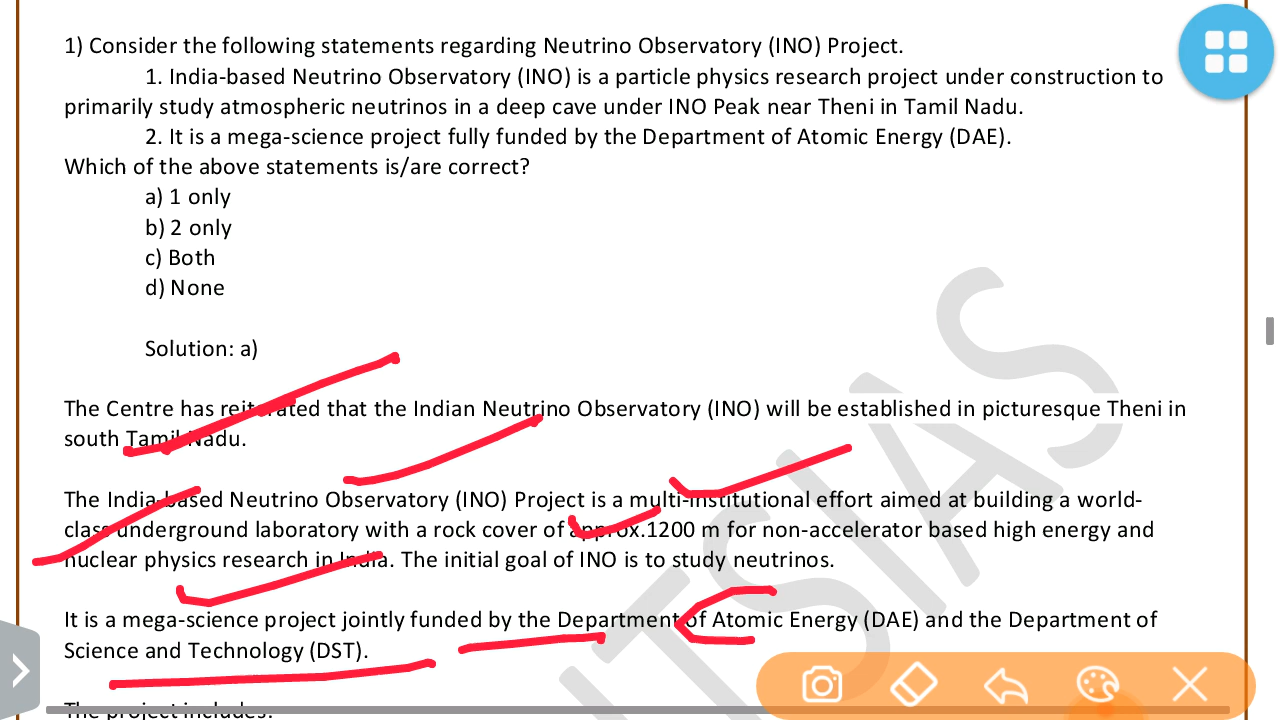 1) Consider the following statements regarding Neutrino Observatory (INO) Project.
1. India-based Neutrino Observatory (INO) is a particle physics research project under construction to
primarily study atmospheric neutrinos in a deep cave under INO Peak near Theni in Tamil Nadu.
2. It is a mega-science project fully funded by the Department of Atomic Energy (DAE).
Which of the above statements is/are correct?
a) 1 only
b) 2 only
c) Both
d) None
Solution: a)
The Centre has reiterated that the Indian Neutrino Observatory (INO) will be established in picturesque Theni in
south Tamil Nadu.
The India-based Neutrino Observatory (INO) Project is a multi-institutional effort aimed at building a world-
class underground laboratory with a rock cover of approx.1200 m for non-accelerator based high energy and
nuclear physics research in India. The initial goal of INO is to study neutrinos.
It is a mega-science project jointly funded by the Department of Atomic Energy (DAE) and the Department of
Science and Technology (DST).
The project includes:
TSIAS